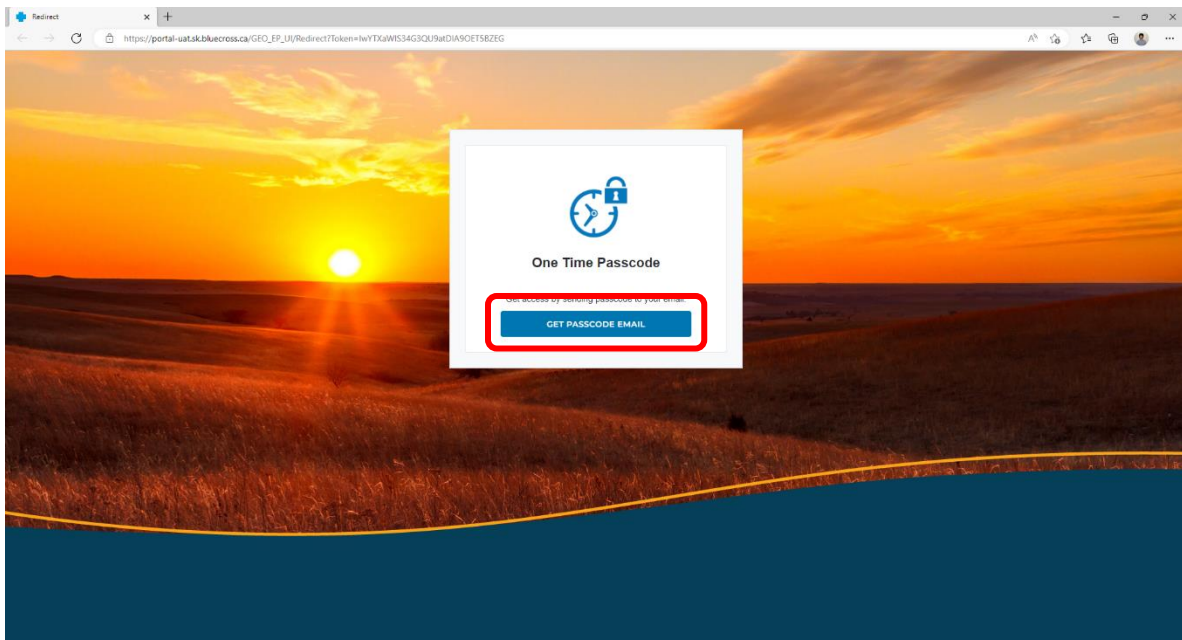 Redirect
https://portal-uat.sk.bluecross.ca/GEO_EP_UI/Redirect?Token=IwYTXaWIS34G3QU9atDIA9OET5BZEG
One Time Passcode
Get access by sending passcode to your email.
GET PASSCODE EMAIL